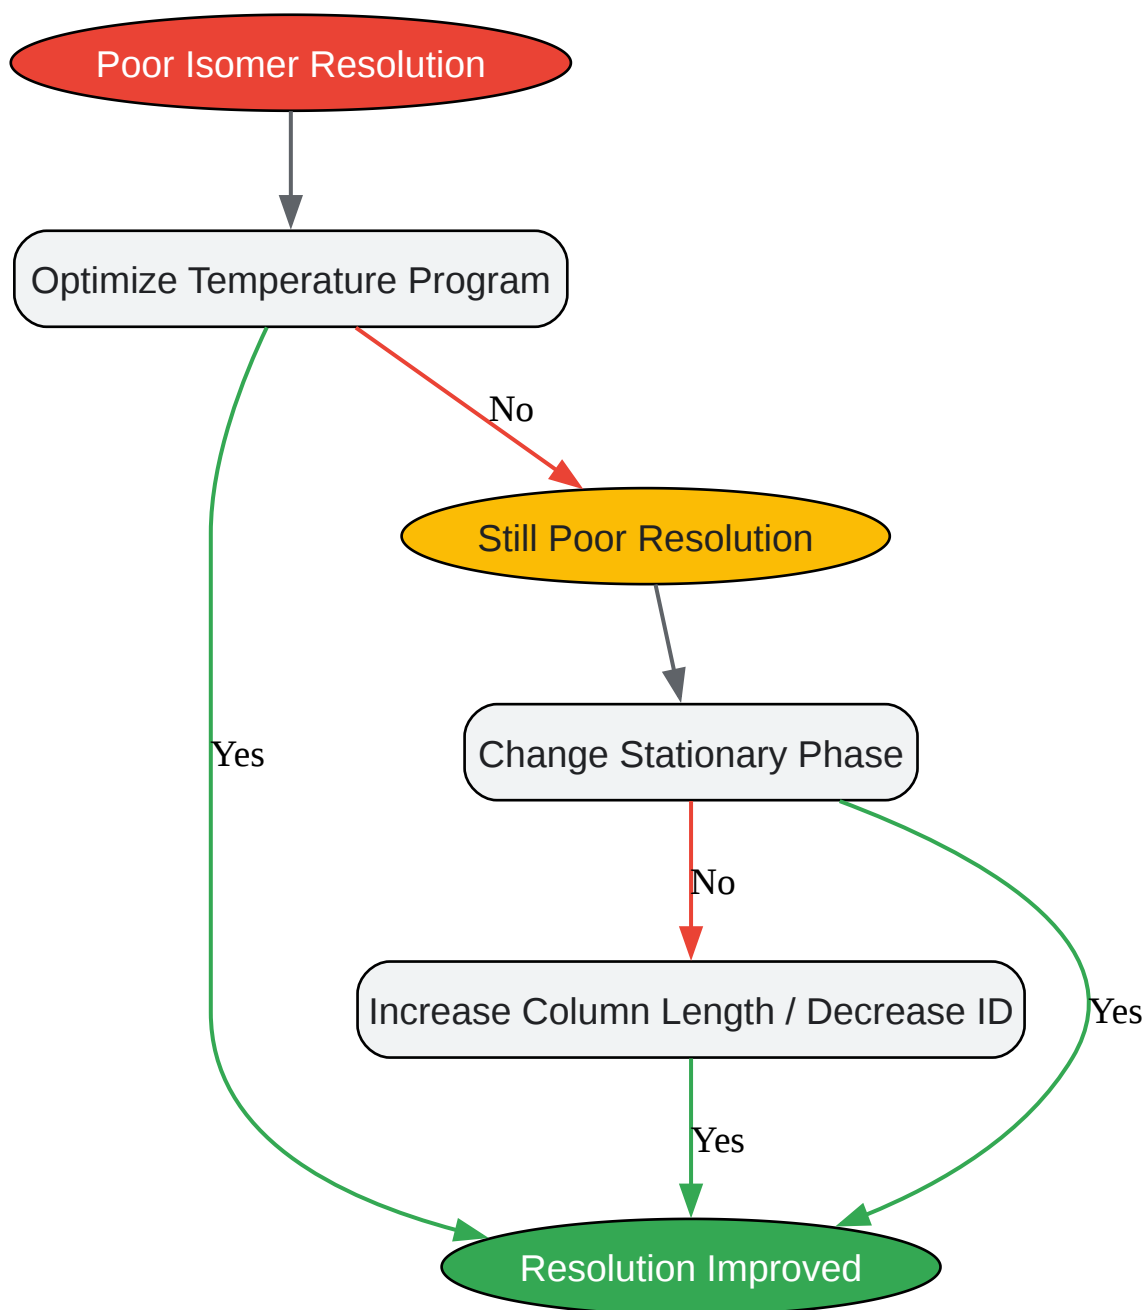 Poor Isomer Resolution
Optimize Temperature Program
No
Still Poor Resolution
Yes
Change Stationary Phase
No
Increase Column Length / Decrease ID
Yes
Yes
Resolution Improved